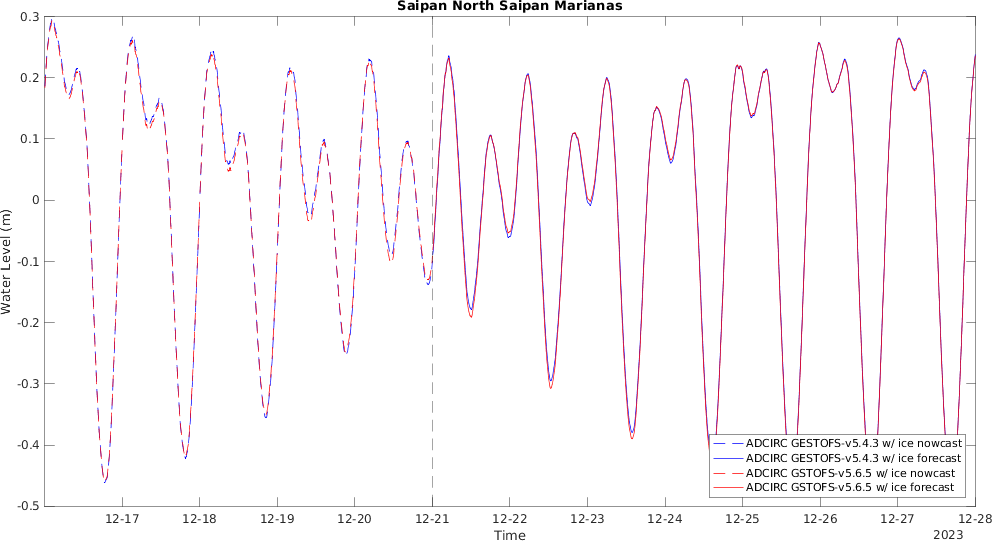 Saipan North Saipan Marianas
0.3
0.2
0.1
0
-0.1
-0.2
-0.3
-0.4
-0.5
Water Level (m)
ADCIRC GESTOFS-v5.4.3 w/ ice nowcast
ADCIRC GESTOFS-v5.4.3 w/ ice forecast
ADCIRC GSTOFS-v5.6.5 w/ ice nowcast
ADCIRC GSTOFS-v5.6.5 w/ ice forecast
12-17 12-18 12-19 12-20 12-21 12-22 12-23 12-24 12-25 12-26 12-27 12-28
Time
2023